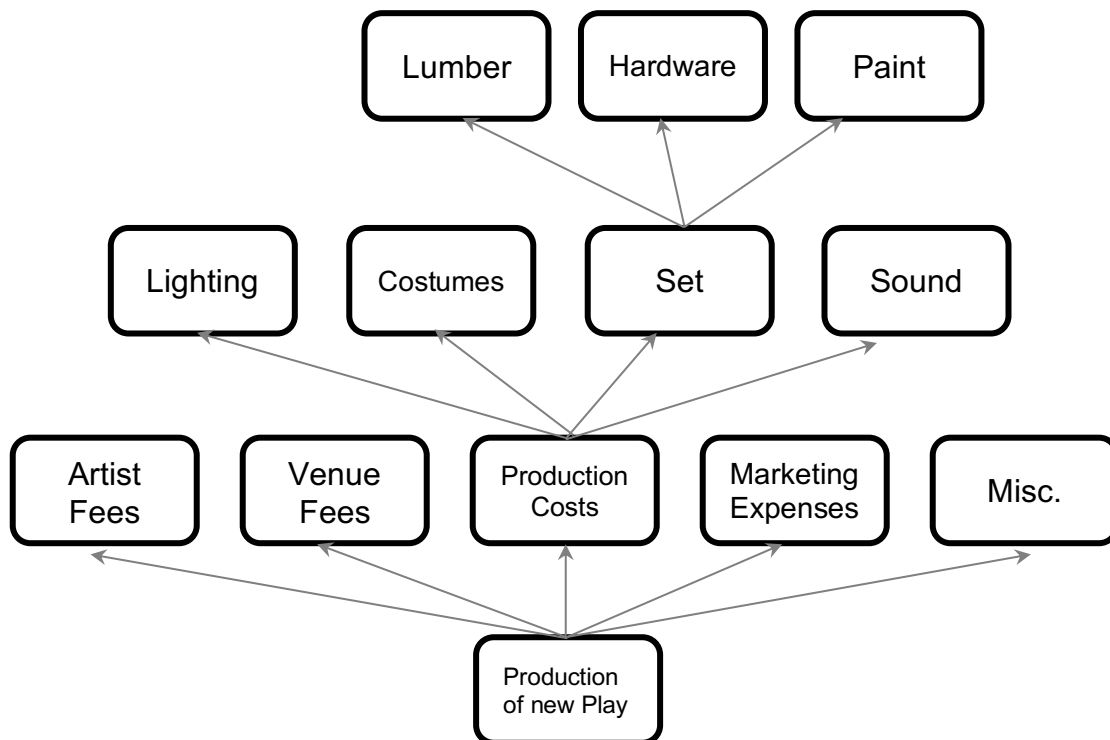 Lumber
Hardware
Paint
Lighting
Costumes
Set
Sound
Artist
Fees
Venue
Fees
Production
Costs
Marketing
Expenses
Misc.
Production
of new Play